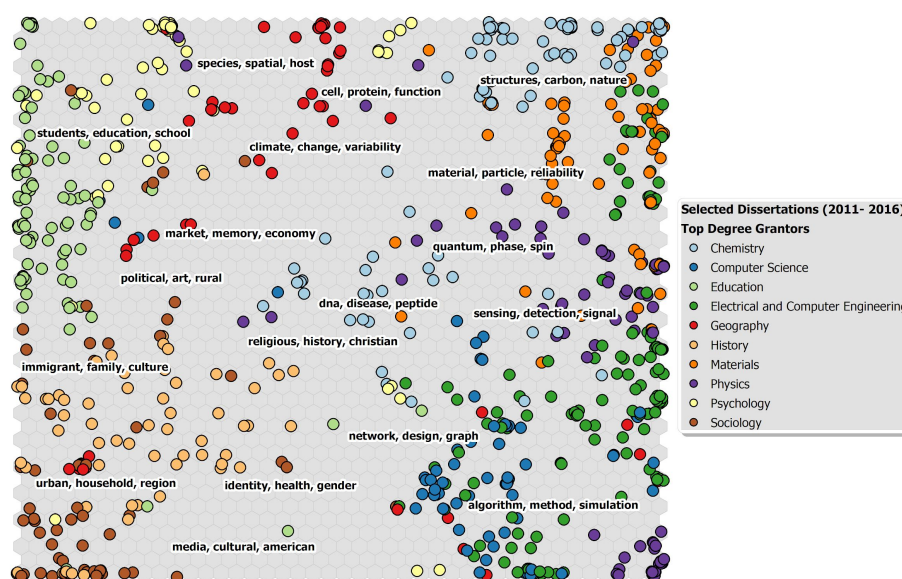 species, spatial, host
structures, carbon, nature
cell, protein, function
students, education, school
climate, change, variability
material, particle, reliability
market, memory, economy
quantum, phase, spin
political, art, rural
dna, disease, peptide
sensing, detection, signal
religious, history, christian
immigrant, family, culture
network, design, graph
urban, household, region
identity, health, gender
algorithm, method, simulation
media, cultural, american
Selected Dissertations (2011- 2016)
Top Degree Grantors
Chemistry
Computer Science
Education
Electrical and Computer Engineering
Geography
History
Materials
Physics
Psychology
Sociology